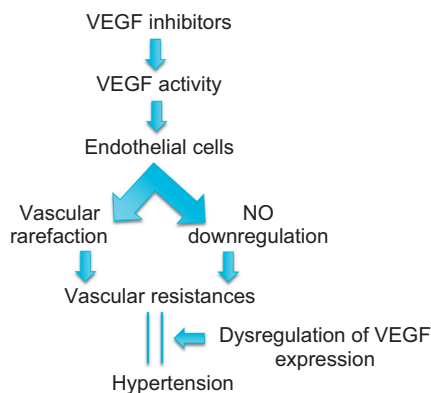 VEGF inhibitors
VEGF activity
Endothelial cells
Vascular
rarefaction
NO
downregulation
Vascular resistances
Dysregulation of VEGF
expression
Hypertension